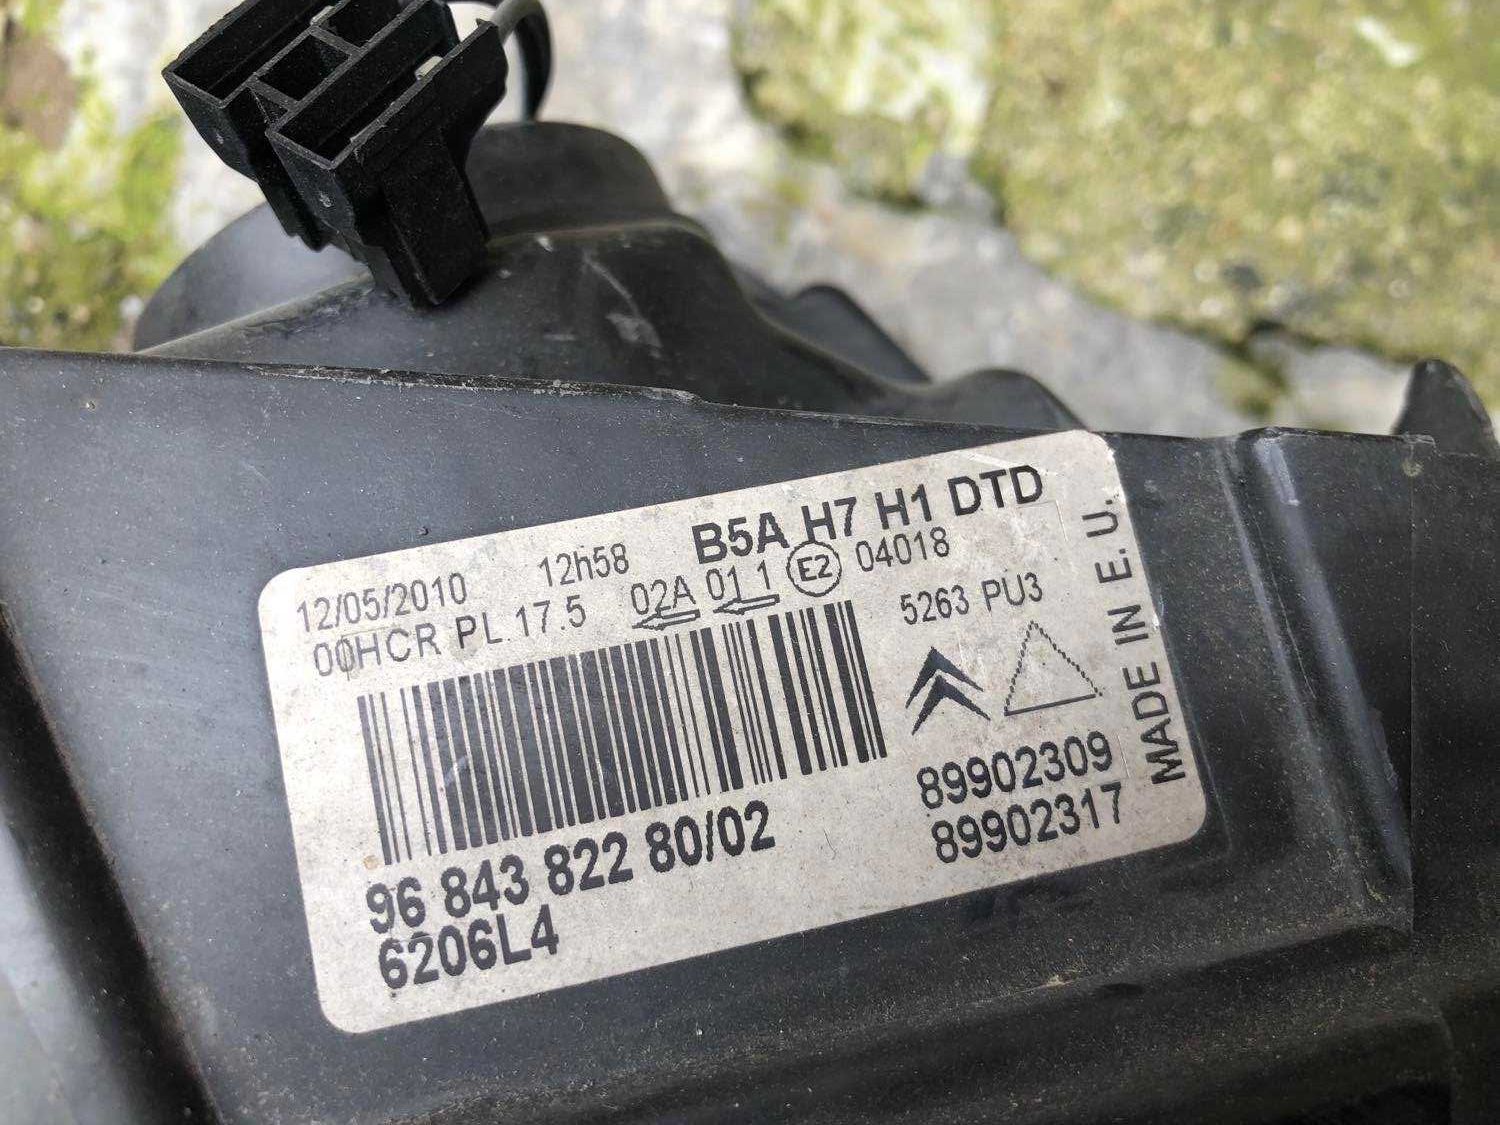 B5A H7 H1 DTD
12/05/2010 12h58 02A 01 1 E2 04018
00HCR PL.17.5 5263 PU3
MADE IN E.U.
89902309
89902317
96 843 822 80/02
6206L4